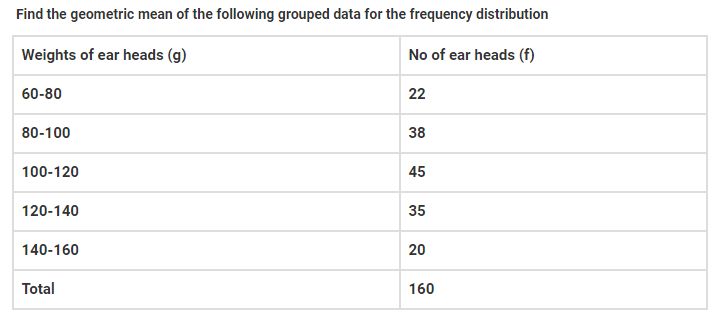 Find the geometric mean of the following grouped data for the frequency distribution
Weights of ear heads (g) No of ear heads (f)
60-80 22
80-100 38
100-120 45
120-140 35
140-160 20
Total 160